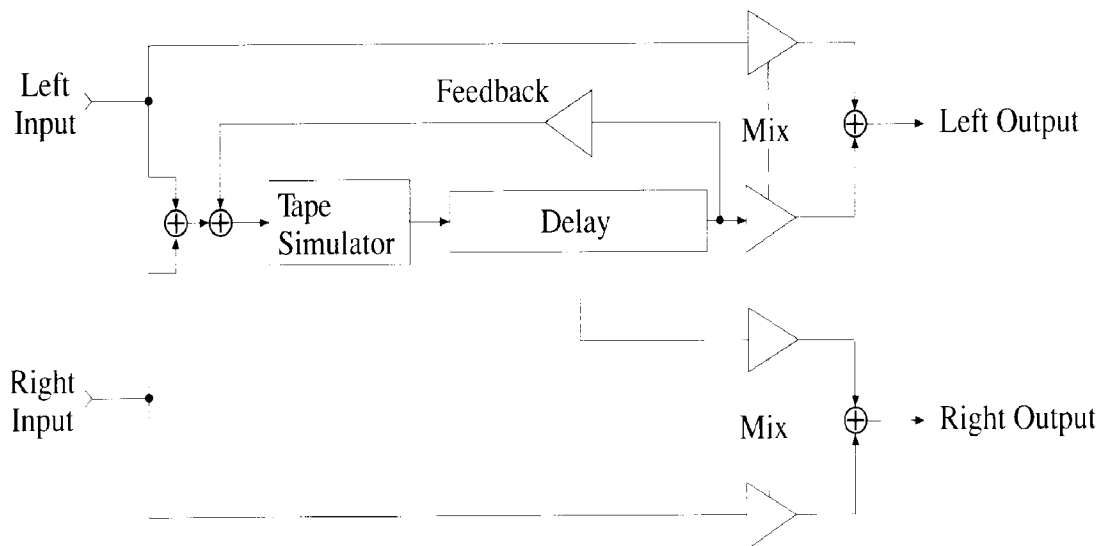 Left
Input
Feedback
Mix
Left Output
Tape
Simulator
Delay
Right
Input
Mix
Right Output